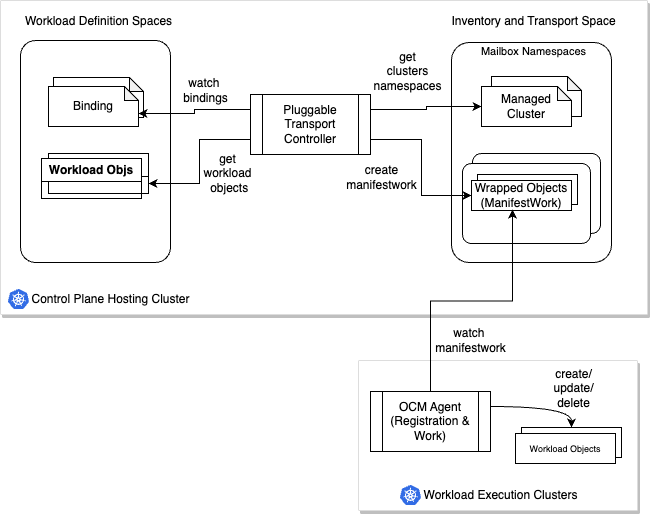 Workload Definition Spaces
Inventory and Transport Space
Mailbox Namespaces
Binding
watch
bindings
Pluggable
Transport
Controller
get
clusters
namespaces
Managed
Cluster
Workload Objs
get
workload
objects
create
manifestwork
Wrapped Objects
(ManifestWork)
Control Plane Hosting Cluster
watch
manifestwork
OCM Agent
(Registration &
Work)
create/
update/
delete
Workload Objects
Workload Execution Clusters